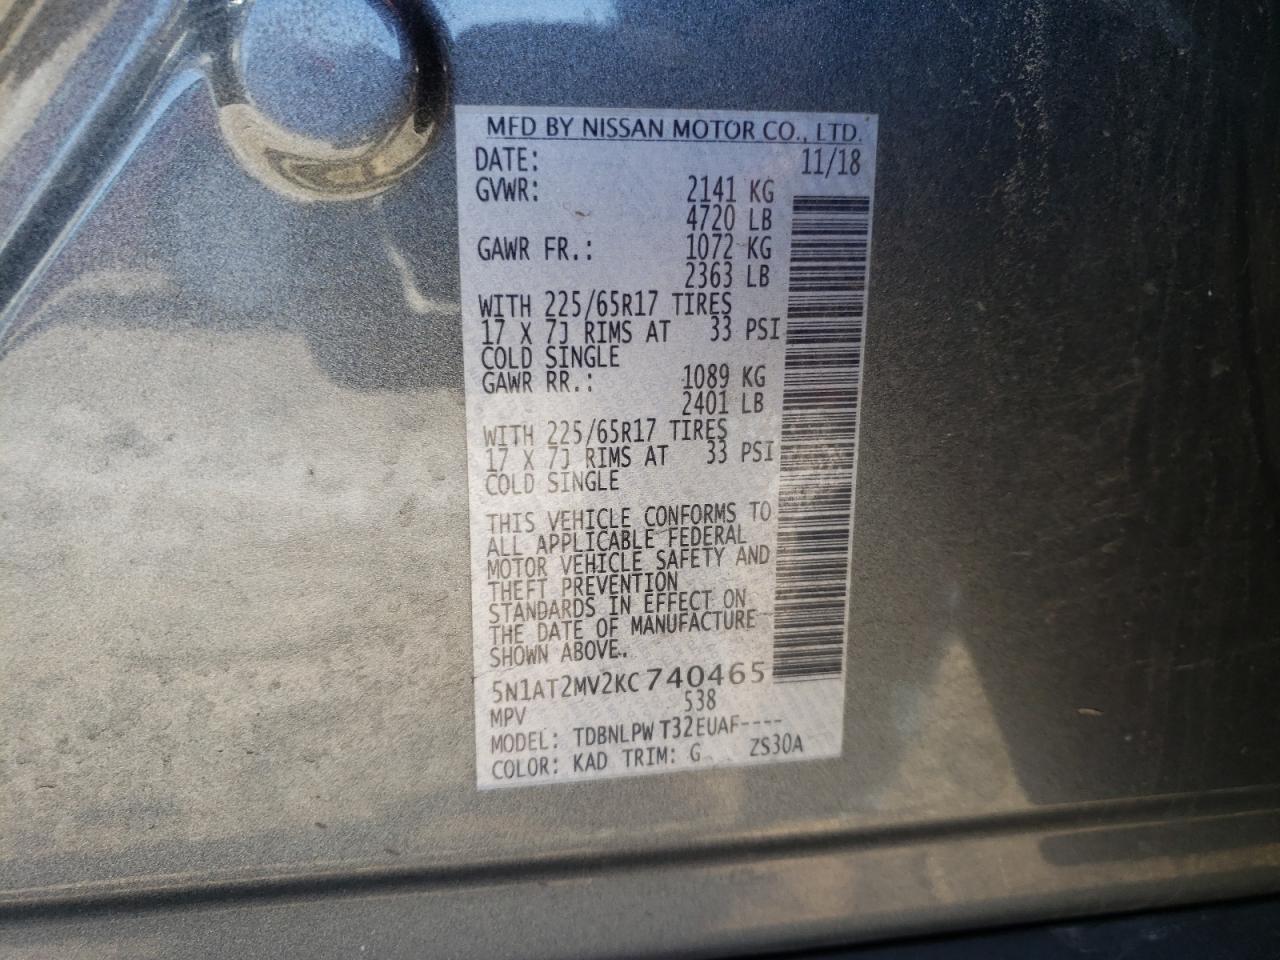 MFD BY NISSAN MOTOR CO., LTD.
DATE: 11/18
GVWR: 2141 KG
4720 LB
GAWR FR.: 1072 KG
2363 LB
WITH 225/65R17 TIRES
17 X 7J RIMS AT 33 PSI
COLD SINGLE
GAWR RR.: 1089 KG
2401 LB
WITH 225/65R17 TIRES
17 X 7J RIMS AT 33 PSI
COLD SINGLE
THIS VEHICLE CONFORMS TO
ALL APPLICABLE FEDERAL
MOTOR VEHICLE SAFETY AND
THEFT PREVENTION
STANDARDS IN EFFECT ON
THE DATE OF MANUFACTURE
SHOWN ABOVE..
5N1AT2MV2KC740465
MPV 538
MODEL: TDBNLPW T32EUAF----
COLOR: KAD TRIM: G ZS30A